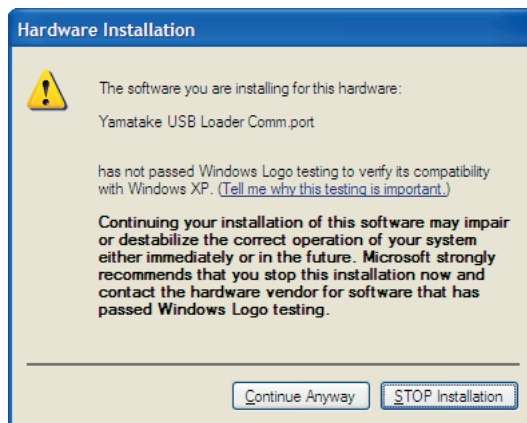 Hardware Installation
The software you are installing for this hardware:
Yamatake USB Loader Comm.port
has not passed Windows Logo testing to verify its compatibility
with Windows XP. (Tell me why this testing is important.)
Continuing your installation of this software may impair
or destabilize the correct operation of your system
either immediately or in the future. Microsoft strongly
recommends that you stop this installation now and
contact the hardware vendor for software that has
passed Windows Logo testing.
Continue Anyway
STOP Installation